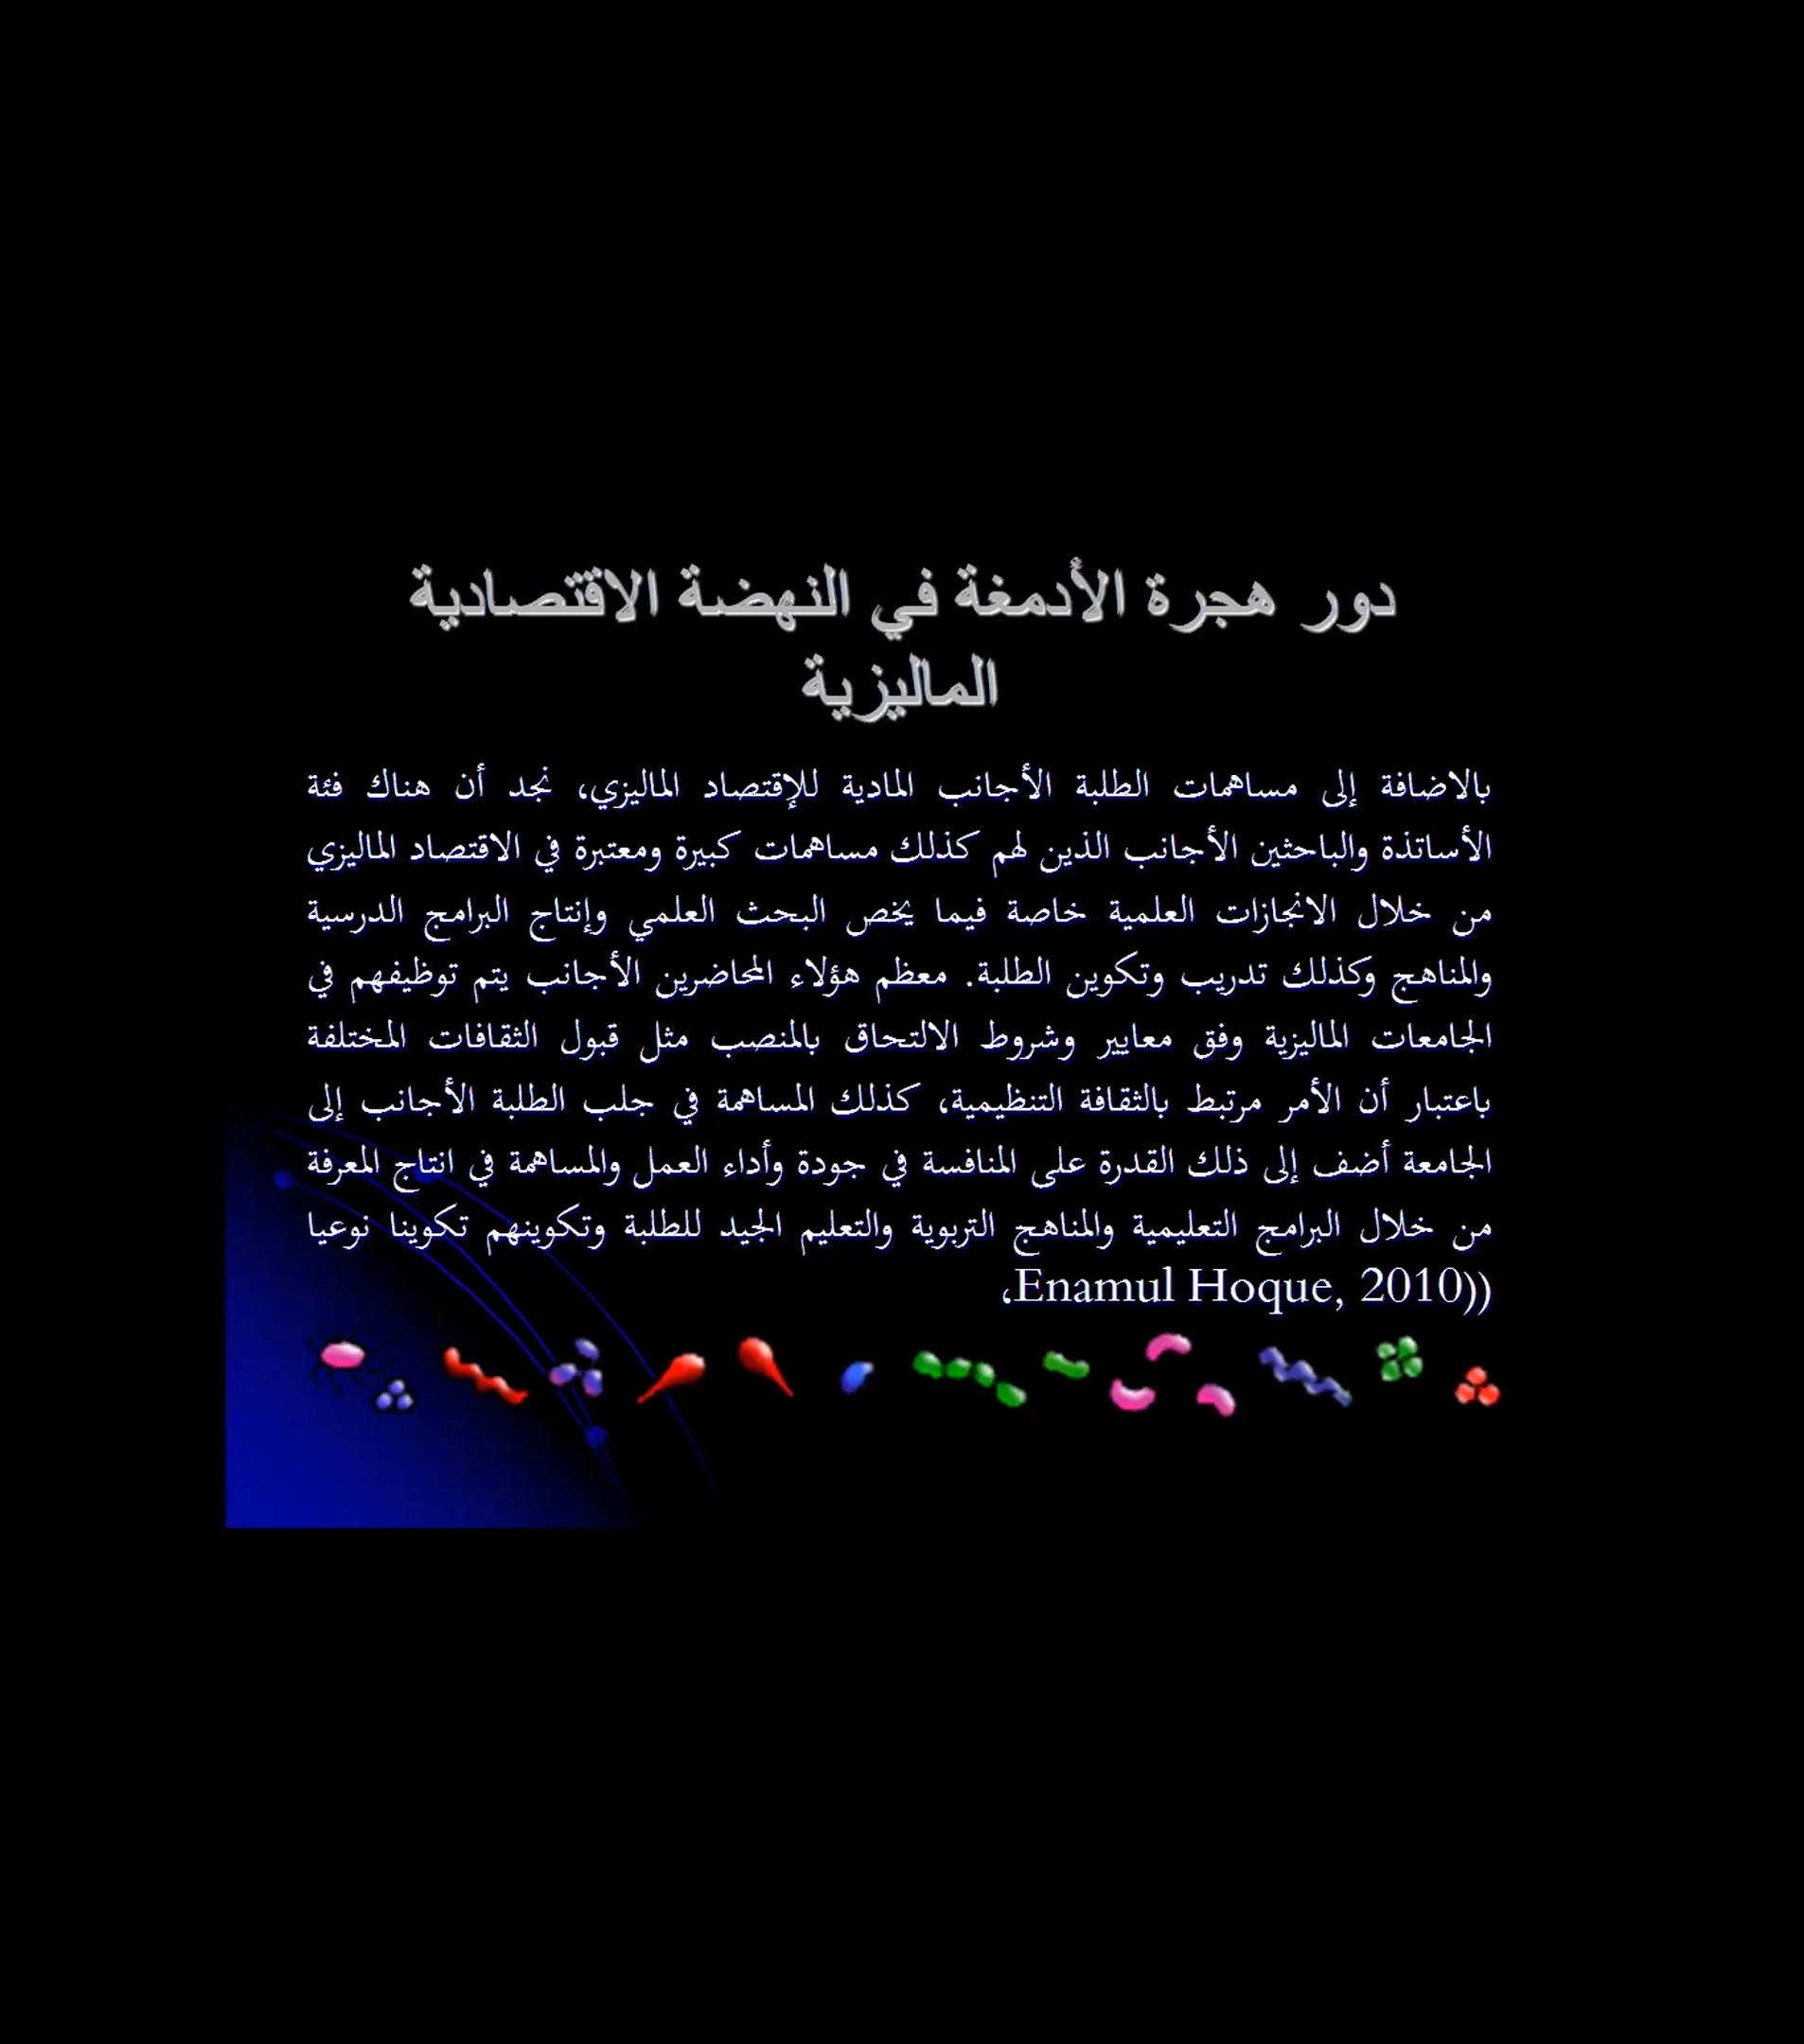 دور هجرة الأدمغة في النهضة الاقتصادية
الماليزية
بالاضافة إلى مساهمات الطلبة الأجانب المادية للإقتصاد الماليزي، نجد أن هناك فئة
الأساتذة والباحثين الأجانب الذين لهم كذلك مساهمات كبيرة ومعتبرة في الاقتصاد الماليزي
من خلال الانجازات العلمية خاصة فيما يخص البحث العلمي وإنتاج البرامج الدرسية
والمناهج وكذلك تدريب وتكوين الطلبة. معظم هؤلاء المحاضرين الأجانب يتم توظيفهم في
الجامعات الماليزية وفق معايير وشروط الالتحاق بالمنصب مثل قبول الثقافات المختلفة
باعتبار أن الأمر مرتبط بالثقافة التنظيمية، كذلك المساهمة في جلب الطلبة الأجانب إلى
الجامعة أضف إلى ذلك القدرة على المنافسة في جودة وأداء العمل والمساهمة في انتاج المعرفة
من خلال البرامج التعليمية والمناهج التربوية والتعليم الجيد للطلبة وتكوينهم تكوينا نوعيا
،Enamul Hoque, 2010))